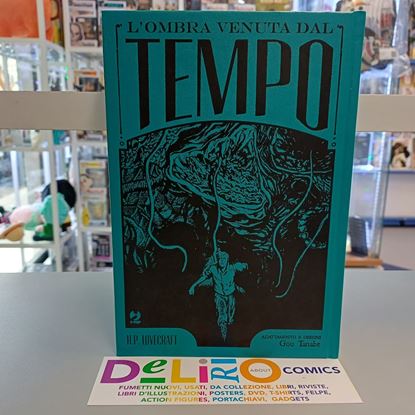 L'OMBRA VENUTA DAL
TEMPO
H.P. LOVECRAFT
ADATTAMENTO E DISEGNI
Gou Tanabe
DeLiRiO
ABOUT
COMICS
FUMETTI NUOVI, USATI, DA COLLEZIONE, LIBRI, RIVISTE,
LIBRI D'ILLUSTRAZIONI, POSTERS, DVD, T-SHIRTS, FELPE,
ACTION FIGURES, PORTACHIAVI, GADGETS